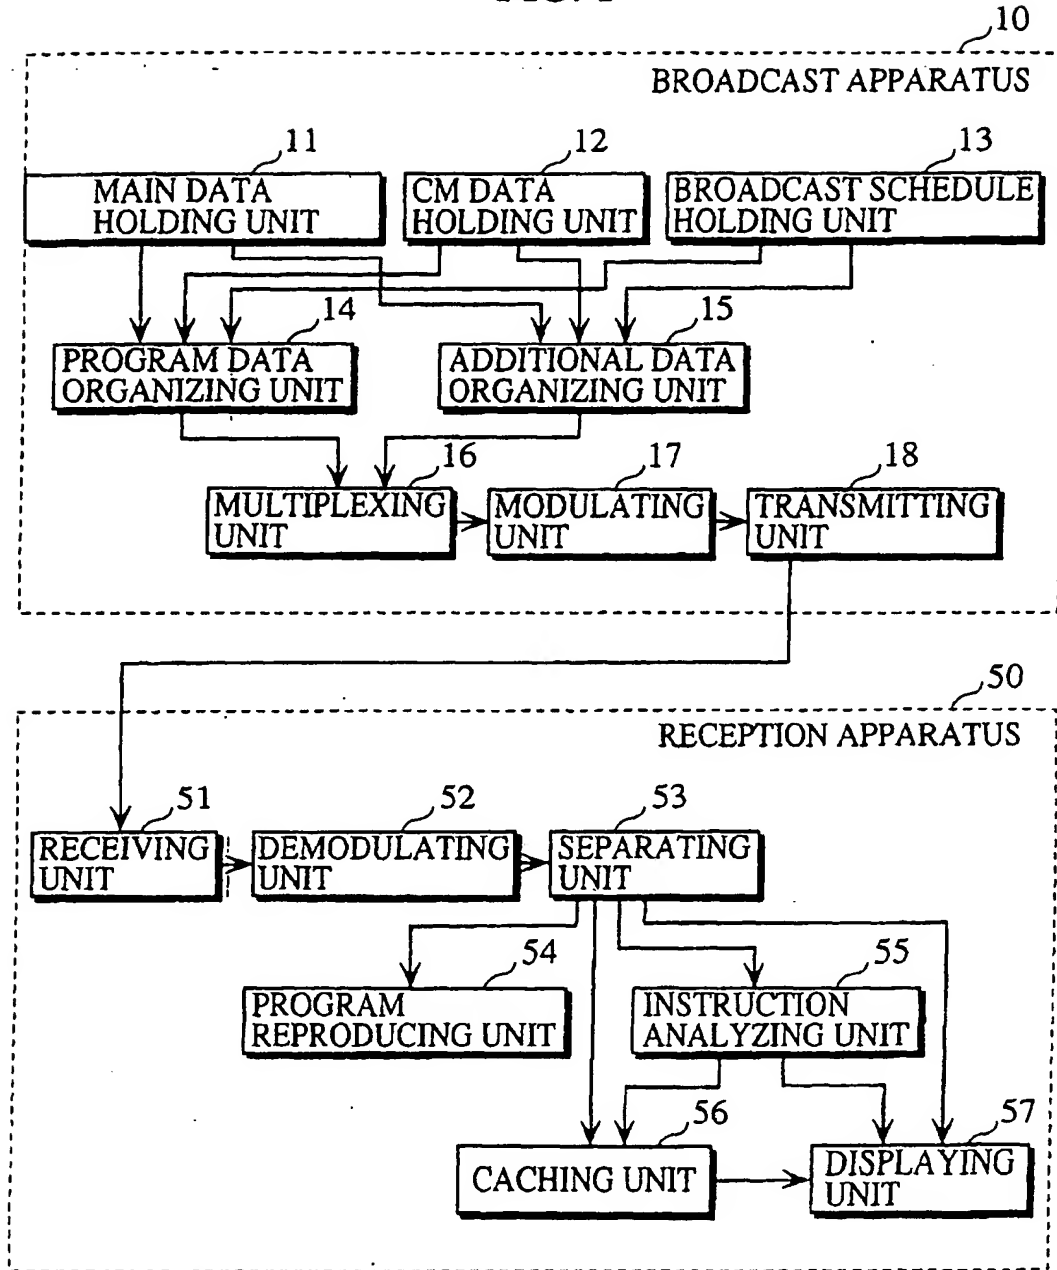 10
BROADCAST APPARATUS
11
12
13
MAIN DATA
HOLDING UNIT
CM DATA
HOLDING UNIT
BROADCAST SCHEDULE
HOLDING UNIT
14
15
PROGRAM DATA
ORGANIZING UNIT
ADDITIONAL DATA
ORGANIZING UNIT
16
17
18
MULTIPLEXING
UNIT
MODULATING
UNIT
TRANSMITTING
UNIT
50
RECEPTION APPARATUS
51
52
53
RECEIVING
UNIT
DEMODULATING
UNIT
SEPARATING
UNIT
54
55
PROGRAM
REPRODUCING UNIT
INSTRUCTION
ANALYZING UNIT
56
57
CACHING UNIT
DISPLAYING
UNIT